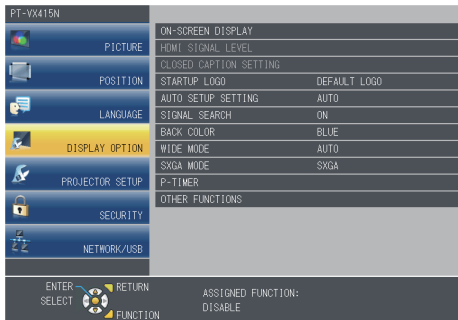 PT-VX415N
PICTURE
POSITION
LANGUAGE
DISPLAY OPTION
PROJECTOR SETUP
SECURITY
NETWORK/USB
ON-SCREEN DISPLAY
HDMI SIGNAL LEVEL
CLOSED CAPTION SETTING
STARTUP LOGO DEFAULT LOGO
AUTO SETUP SETTING AUTO
SIGNAL SEARCH ON
BACK COLOR BLUE
WIDE MODE AUTO
SXGA MODE SXGA
P-TIMER
OTHER FUNCTIONS
ENTER RETURN
SELECT
FUNCTION
ASSIGNED FUNCTION:
DISABLE